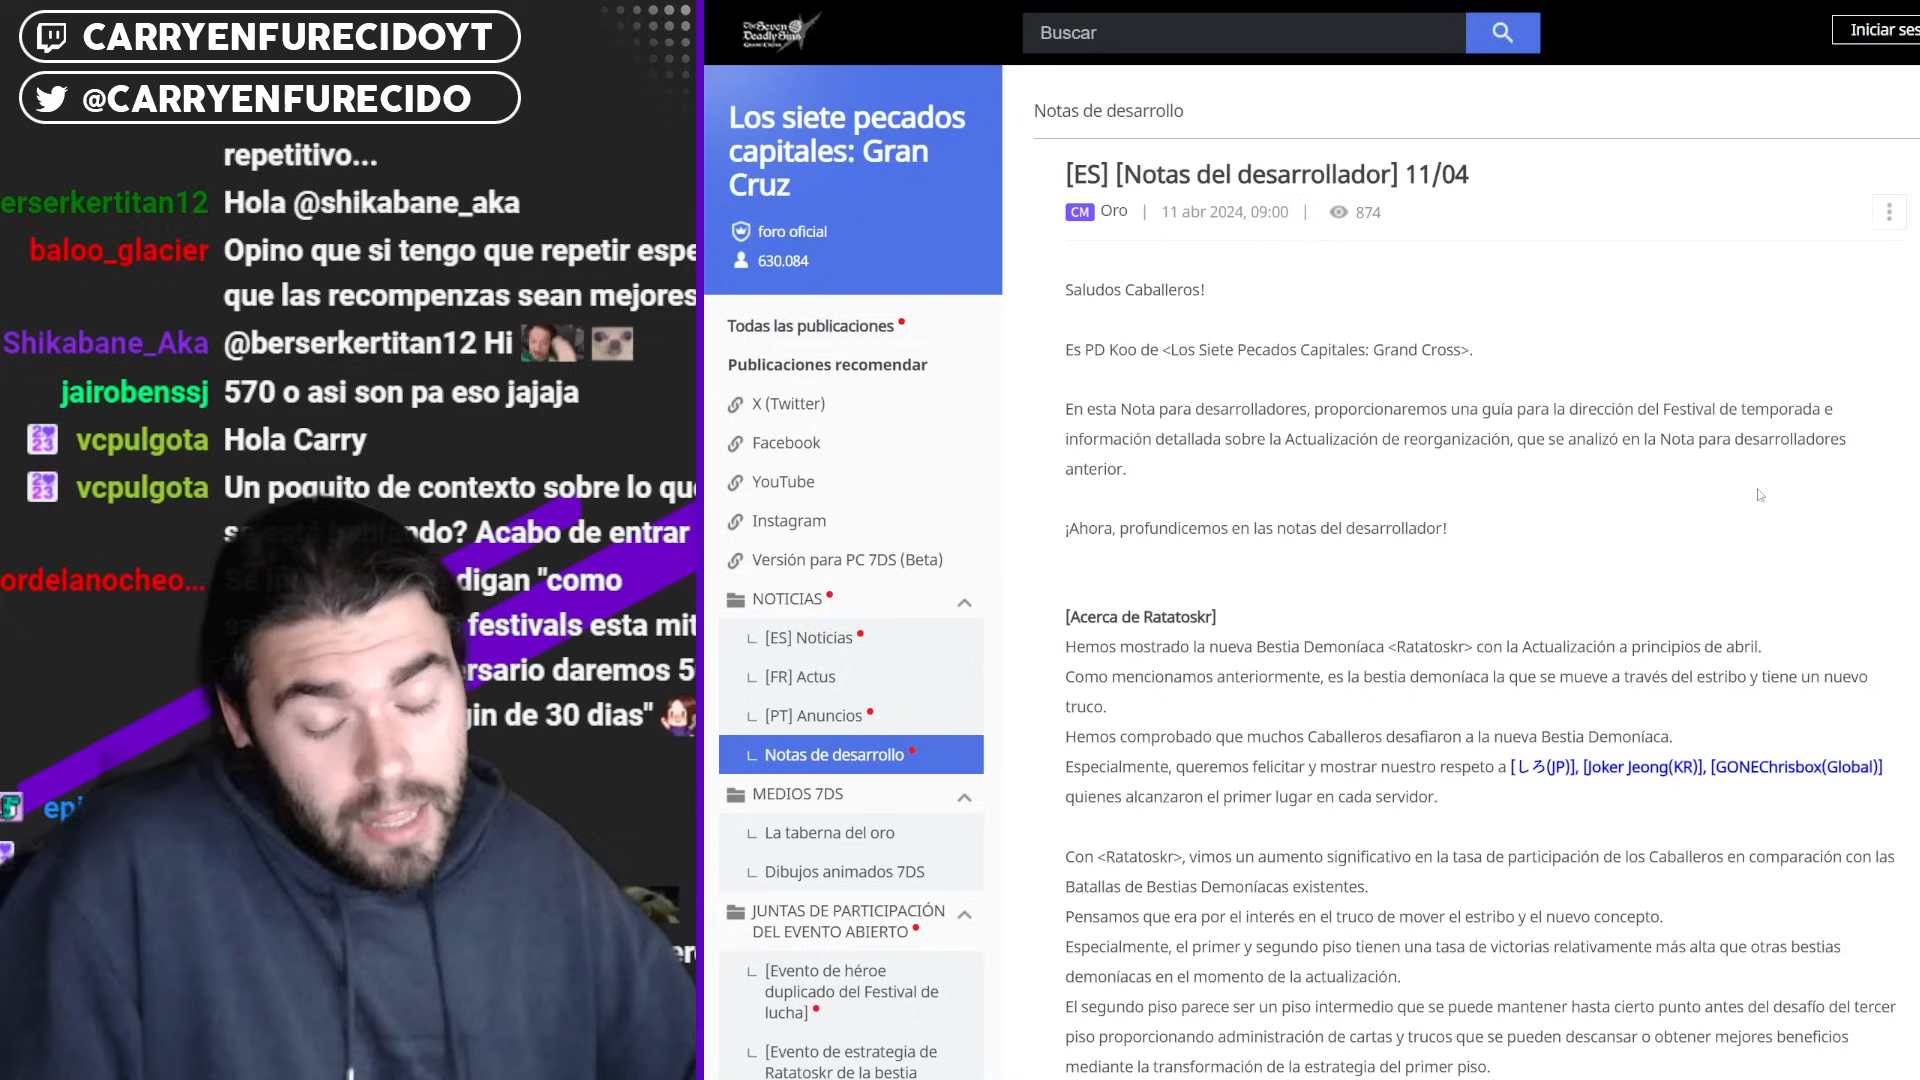 CARRYENFURECIDOYT
@CARRYENFURECIDO
repetitivo...
erserkertitan12 Hola @shikabane_aka
baloo_glacier Opino que si tengo que repetir espe
que las recompenzas sean mejores
Shikabane_Aka @berserkertitan12 Hi
jairobenssj 570 o asi son pa eso jajaja
vcpulgota Hola Carry
vcpulgota Un poquito de contexto sobre lo que
ando? Acabo de entrar
ordelanocheo... digan "como
festivals esta mit
ersario daremos 5
gin de 30 dias"
The Seven
Deadly Sins
GRAND CROSS
Buscar
Iniciar ses
Los siete pecados
capitales: Gran
Cruz
foro oficial
630.084
Todas las publicaciones
Publicaciones recomendar
X (Twitter)
Facebook
YouTube
Instagram
Versión para PC 7DS (Beta)
NOTICIAS
[ES] Noticias
[FR] Actus
[PT] Anuncios
Notas de desarrollo
MEDIOS 7DS
La taberna del oro
Dibujos animados 7DS
JUNTAS DE PARTICIPACIÓN
DEL EVENTO ABIERTO
[Evento de héroe
duplicado del Festival de
lucha]
[Evento de estrategia de
Ratatoskr de la bestia
Notas de desarrollo
[ES] [Notas del desarrollador] 11/04
CM Oro | 11 abr 2024, 09:00 | 874
Saludos Caballeros!
Es PD Koo de <Los Siete Pecados Capitales: Grand Cross>.
En esta Nota para desarrolladores, proporcionaremos una guía para la dirección del Festival de temporada e
información detallada sobre la Actualización de reorganización, que se analizó en la Nota para desarrolladores
anterior.
¡Ahora, profundicemos en las notas del desarrollador!
[Acerca de Ratatoskr]
Hemos mostrado la nueva Bestia Demoníaca <Ratatoskr> con la Actualización a principios de abril.
Como mencionamos anteriormente, es la bestia demoníaca la que se mueve a través del estribo y tiene un nuevo
truco.
Hemos comprobado que muchos Caballeros desafiaron a la nueva Bestia Demoníaca.
Especialmente, queremos felicitar y mostrar nuestro respeto a [しろ(JP)], [Joker Jeong(KR)], [GONEChrisbox(Global)]
quienes alcanzaron el primer lugar en cada servidor.
Con <Ratatoskr>, vimos un aumento significativo en la tasa de participación de los Caballeros en comparación con las
Batallas de Bestias Demoníacas existentes.
Pensamos que era por el interés en el truco de mover el estribo y el nuevo concepto.
Especialmente, el primer y segundo piso tienen una tasa de victorias relativamente más alta que otras bestias
demoníacas en el momento de la actualización.
El segundo piso parece ser un piso intermedio que se puede mantener hasta cierto punto antes del desafío del tercer
piso proporcionando administración de cartas y trucos que se pueden descansar o obtener mejores beneficios
mediante la transformación de la estrategia del primer piso.